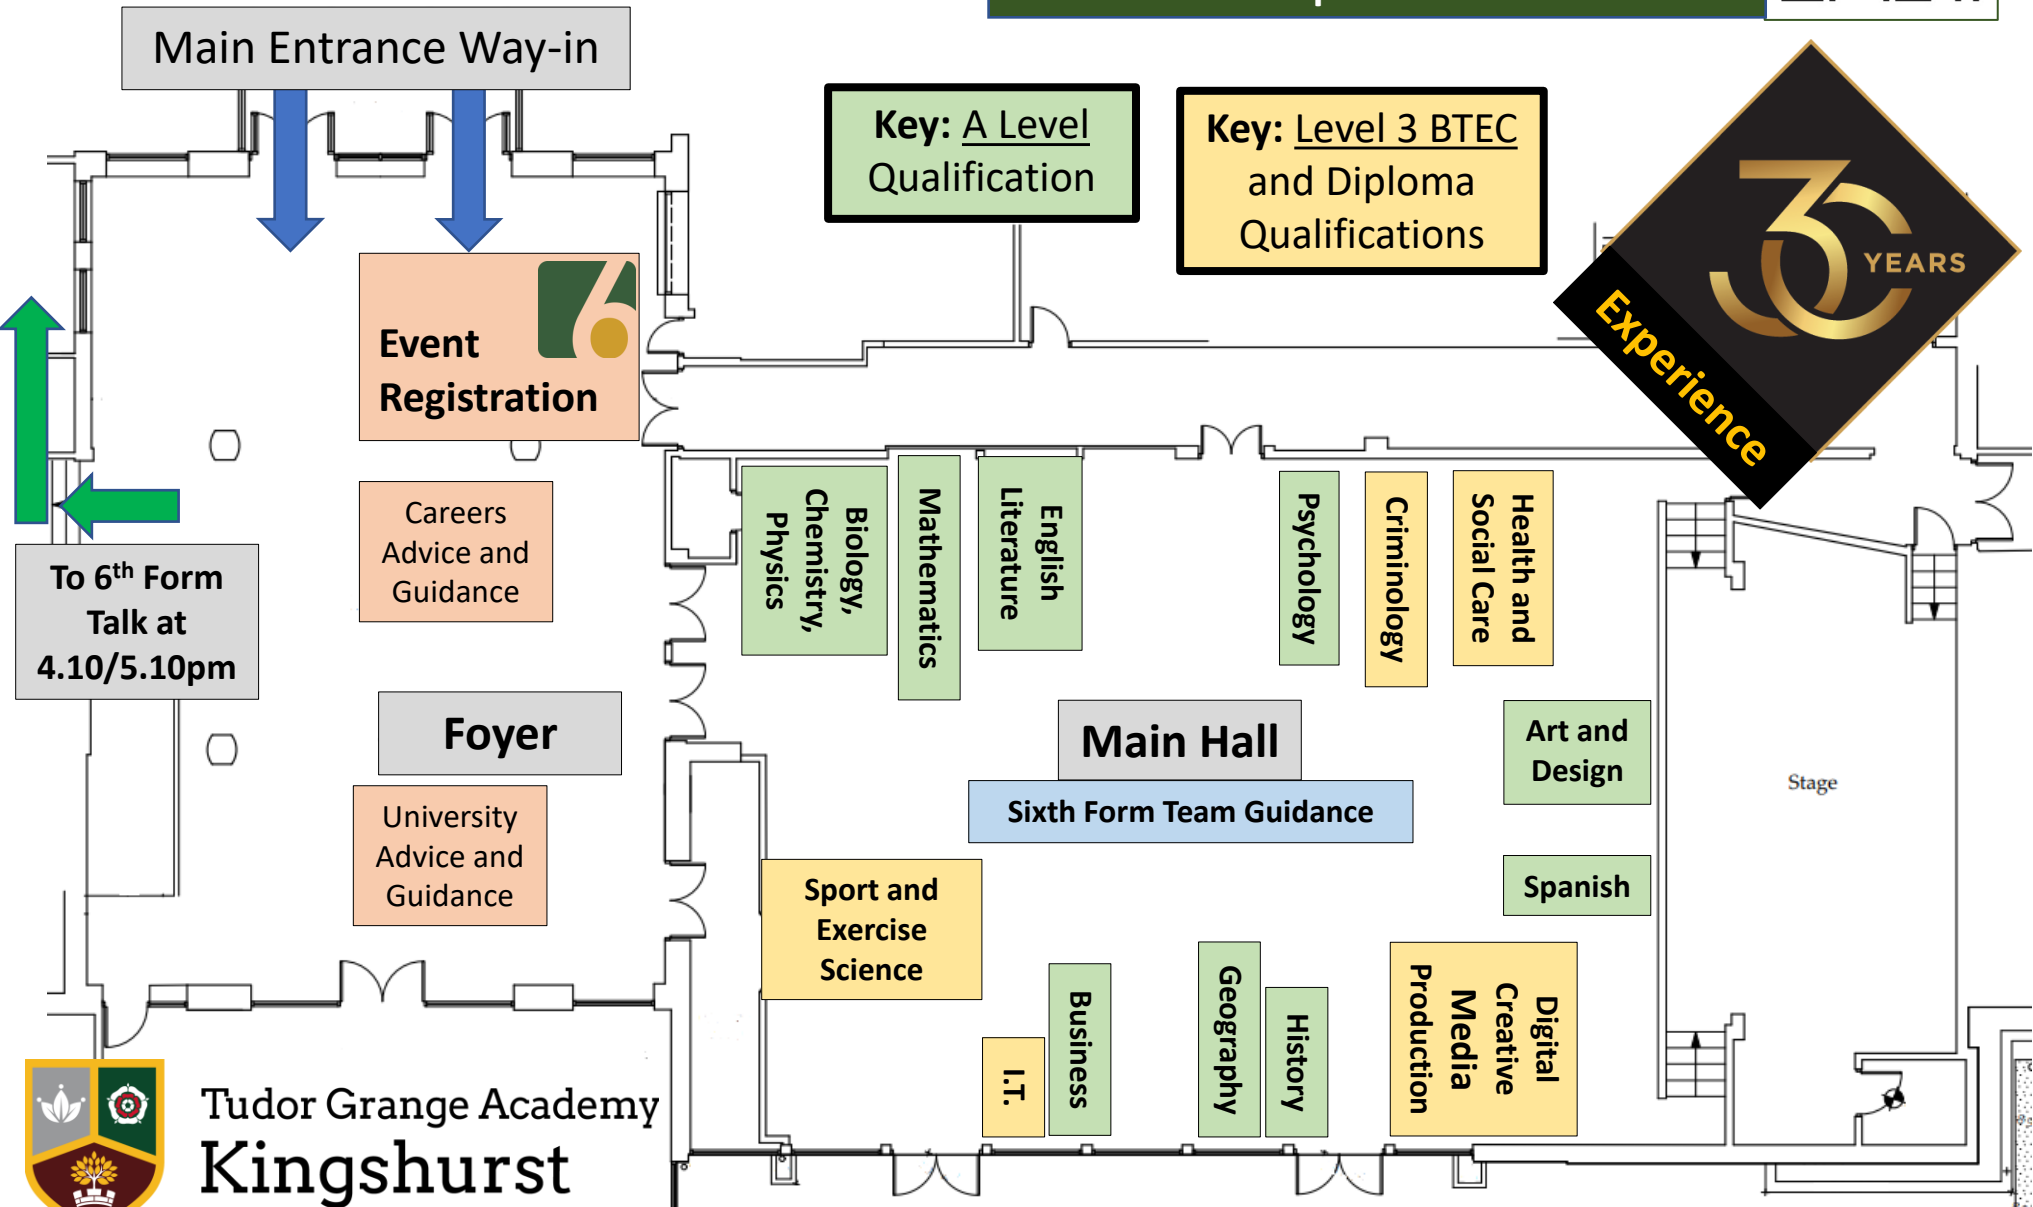 Main Entrance Way-in
Key: A Level
Qualification
Key: Level 3 BTEC
and Diploma
Qualifications
30
YEARS
Experience
6
Event
Registration
Careers
Advice and
Guidance
To 6th Form
Talk at
4.10/5.10pm
Foyer
University
Advice and
Guidance
Biology,
Chemistry,
Physics
Mathematics
English
Literature
Psychology
Criminology
Health and
Social Care
Main Hall
Sixth Form Team Guidance
Art and
Design
Spanish
Stage
Sport and
Exercise
Science
I.T.
Business
Geography
History
Digital
Creative
Media
Production
Tudor Grange Academy
Kingshurst